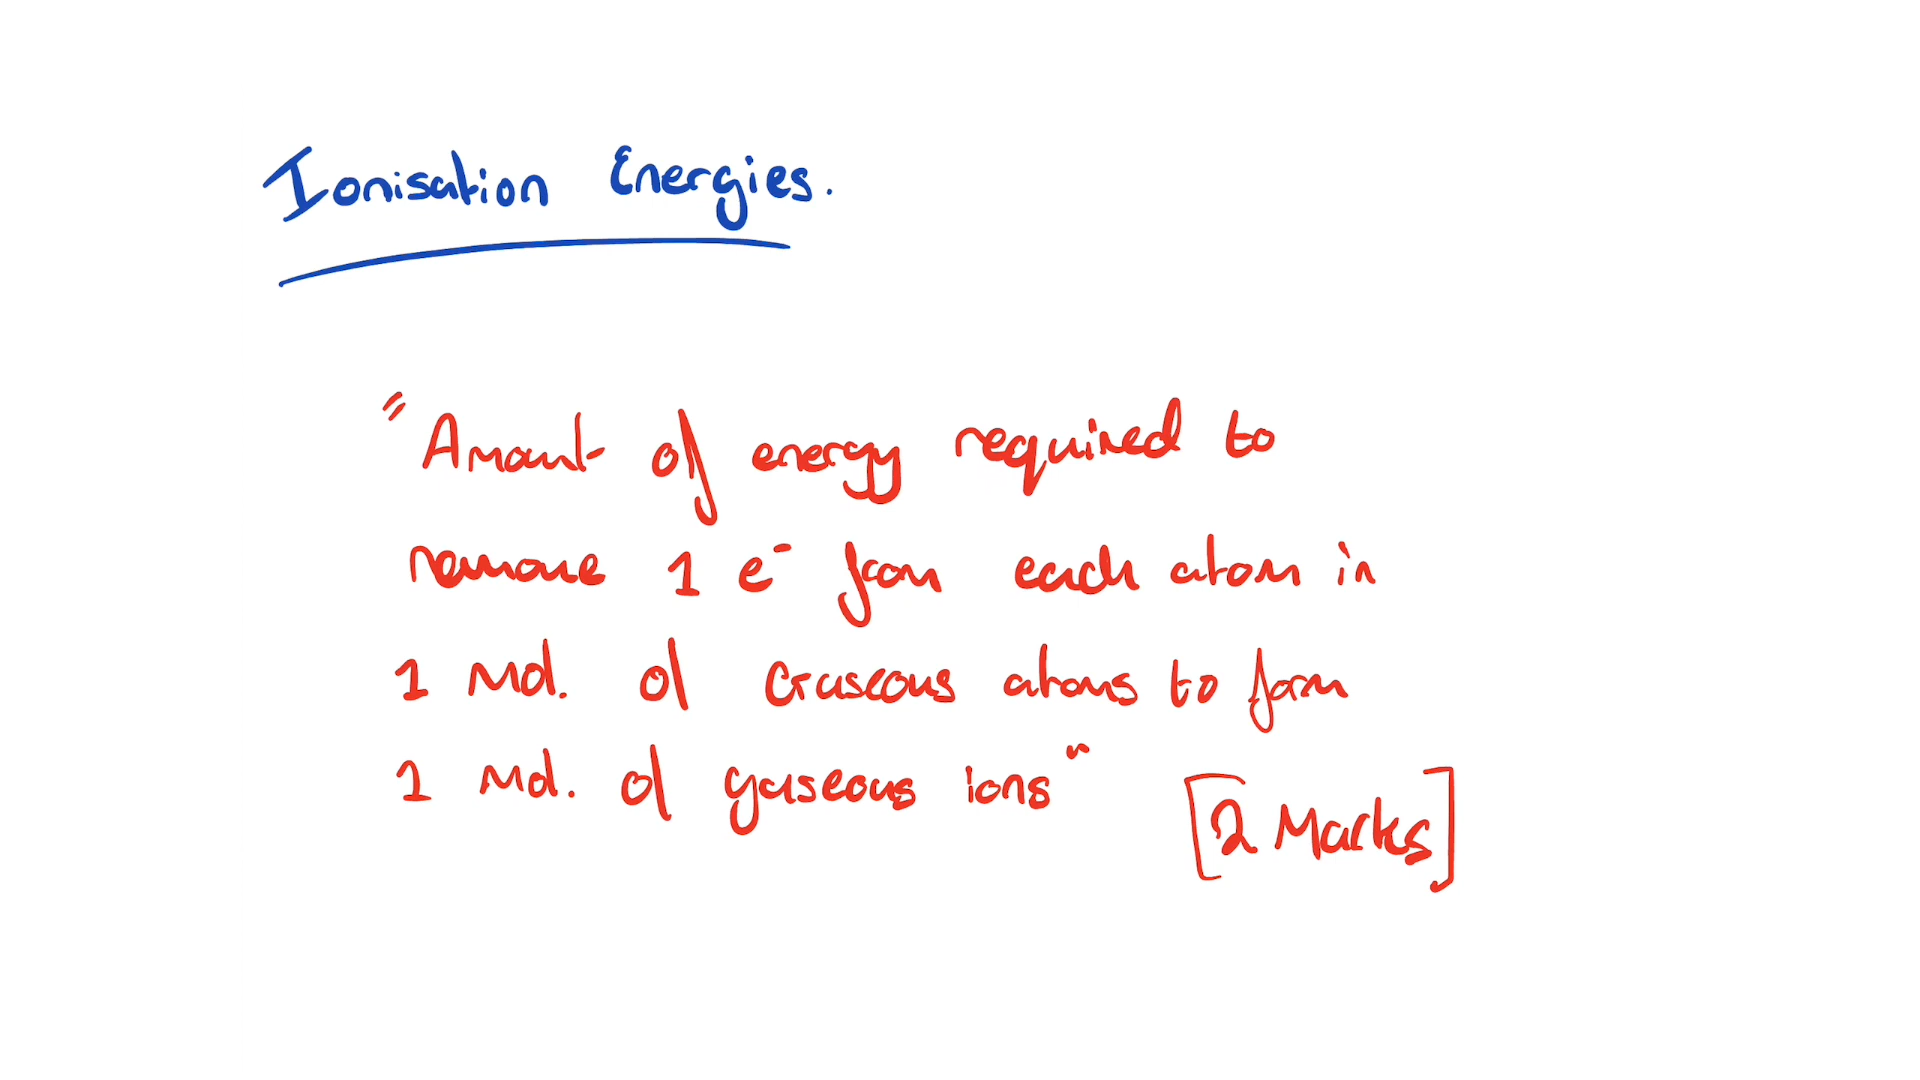 Ionisation Energies.
"Amount of energy required to
remove 1 e⁻ from each atom in
1 Mol. of Gaseous atoms to form
1 Mol. of gaseous ions"
[2 Marks]